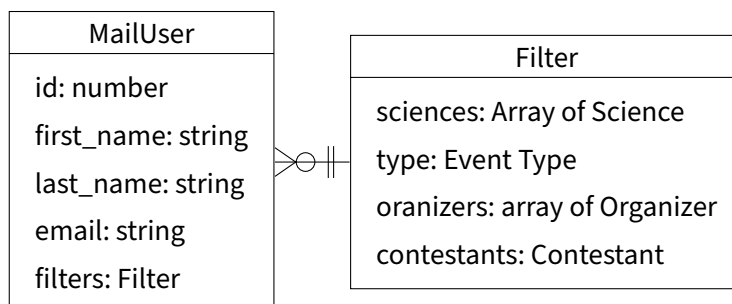 MailUser
id: number
first_name: string
last_name: string
email: string
filters: Filter
Filter
sciences: Array of Science
type: Event Type
oranizers: array of Organizer
contestants: Contestant